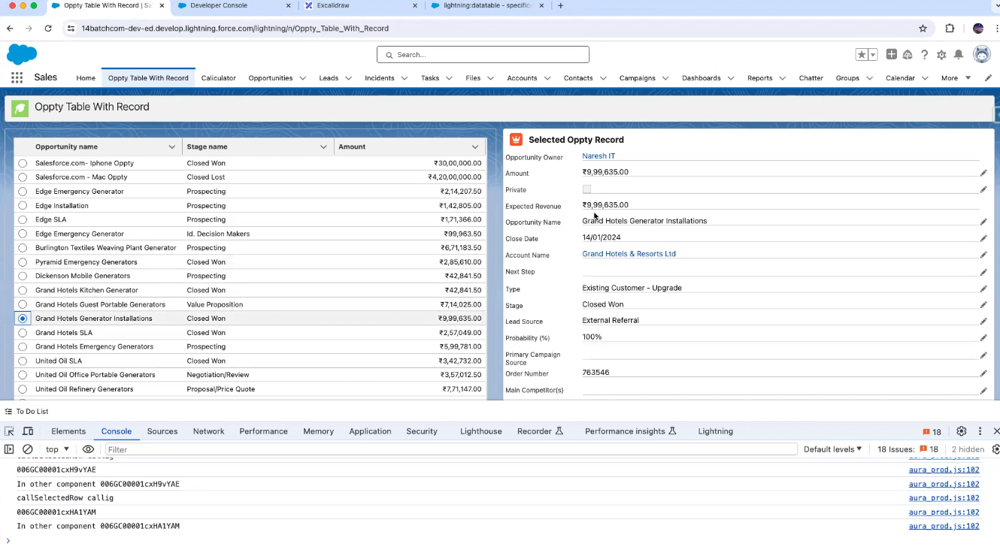 Oppty Table With Record | Sa
Developer Console
Excalidraw
lightning:datatable - specific
14batchcom-dev-ed.develop.lightning.force.com/lightning/n/Oppty_Table_With_Record
Search...
Sales
Home
Oppty Table With Record
Calculator
Opportunities
Leads
Incidents
Tasks
Files
Accounts
Contacts
Campaigns
Dashboards
Reports
Chatter
Groups
Calendar
More
Oppty Table With Record
Opportunity name Stage name Amount
Salesforce.com- Iphone Oppty Closed Won ₹30,00,000.00
Salesforce.com - Mac Oppty Closed Lost ₹4,20,00,000.00
Edge Emergency Generator Prospecting ₹2,14,207.50
Edge Installation Prospecting ₹1,42,805.00
Edge SLA Prospecting ₹1,71,366.00
Edge Emergency Generator Id. Decision Makers ₹99,963.50
Burlington Textiles Weaving Plant Generator Prospecting ₹6,71,183.50
Pyramid Emergency Generators Closed Won ₹2,85,610.00
Dickenson Mobile Generators Prospecting ₹42,841.50
Grand Hotels Kitchen Generator Closed Won ₹42,841.50
Grand Hotels Guest Portable Generators Value Proposition ₹7,14,025.00
Grand Hotels Generator Installations Closed Won ₹9,99,635.00
Grand Hotels SLA Closed Won ₹2,57,049.00
Grand Hotels Emergency Generators Prospecting ₹5,99,781.00
United Oil SLA Closed Won ₹3,42,732.00
United Oil Office Portable Generators Negotiation/Review ₹3,57,012.50
United Oil Refinery Generators Proposal/Price Quote ₹7,71,147.00
Selected Oppty Record
Opportunity Owner Naresh IT
Amount ₹9,99,635.00
Private
Expected Revenue ₹9,99,635.00
Opportunity Name Grand Hotels Generator Installations
Close Date 14/01/2024
Account Name Grand Hotels & Resorts Ltd
Next Step
Type Existing Customer - Upgrade
Stage Closed Won
Lead Source External Referral
Probability (%) 100%
Primary Campaign
Source
Order Number 763546
Main Competitor(s)
To Do List
Elements Console Sources Network Performance Memory Application Security Lighthouse Recorder Performance insights Lightning 18
top Filter Default levels 18 Issues: 18 2 hidden
006GC00001cxH9vYAE aura_prod.js:102
In other component 006GC00001cxH9vYAE aura_prod.js:102
callSelectedRow callig aura_prod.js:102
006GC00001cxHA1YAM aura_prod.js:102
In other component 006GC00001cxHA1YAM aura_prod.js:102